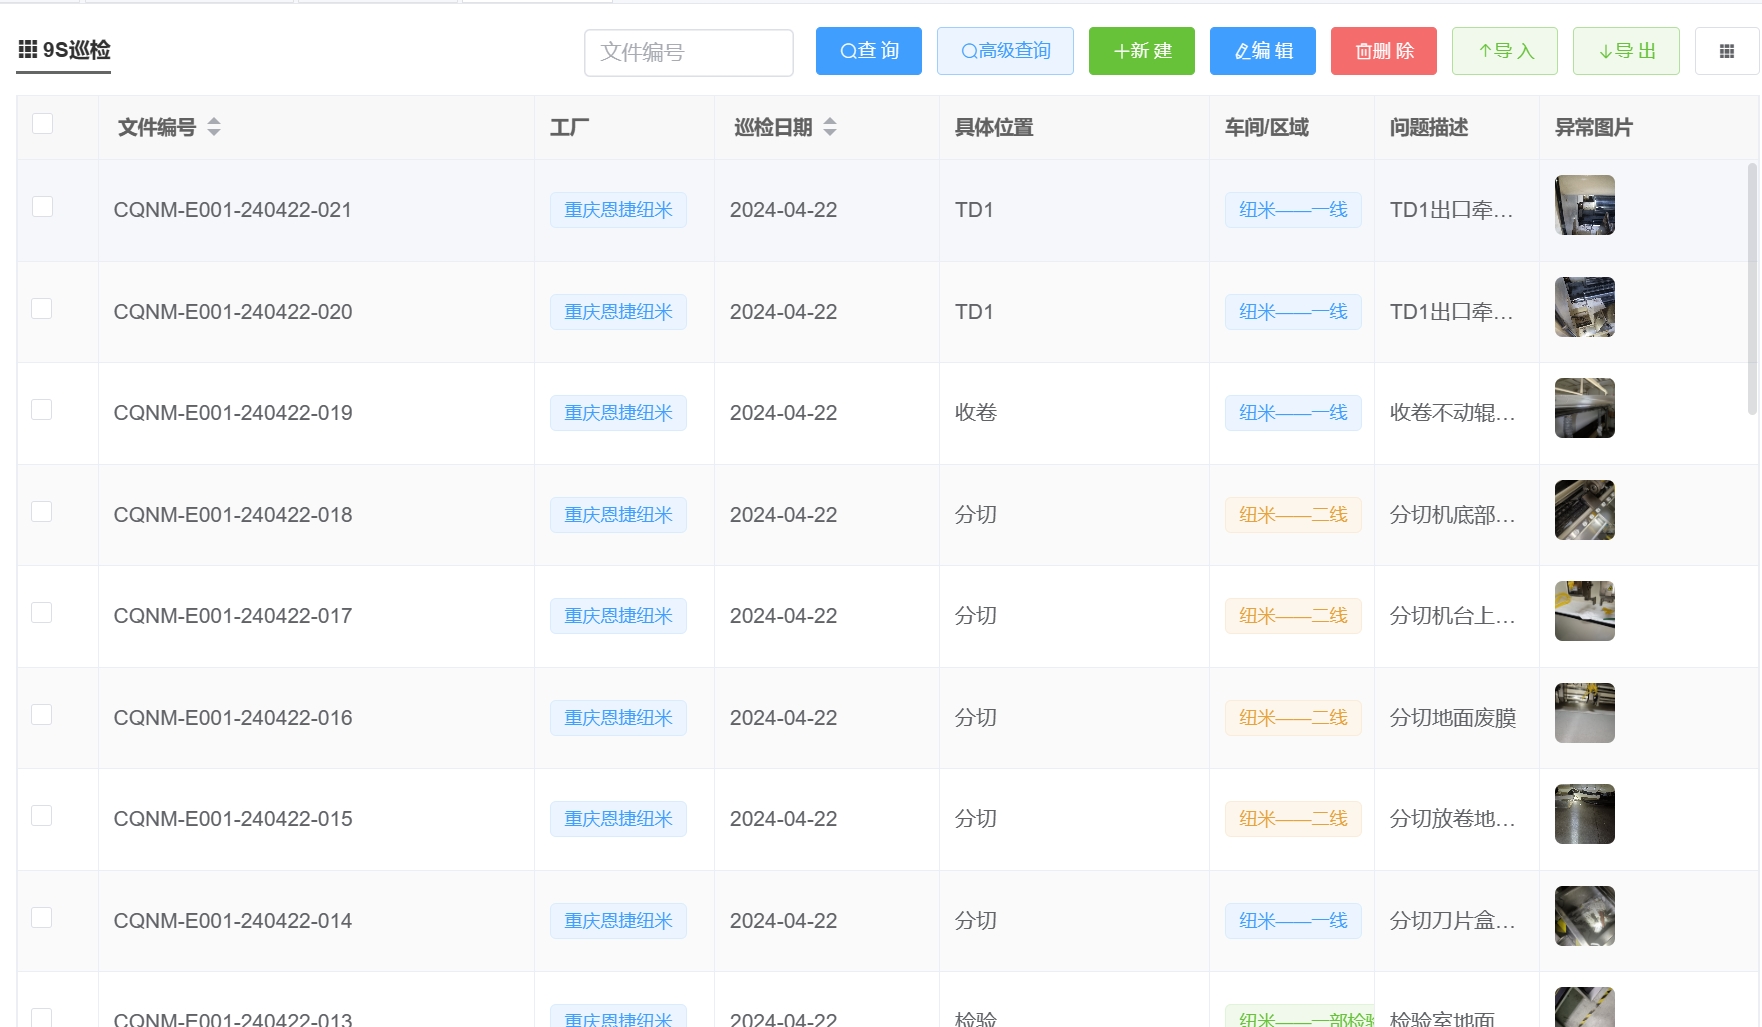 9S巡检
文件编号 查 询 高级查询 新 建 编 辑 删 除 导 入 导 出
文件编号 工厂 巡检日期 具体位置 车间/区域 问题描述 异常图片
CQNM-E001-240422-021 重庆恩捷纽米 2024-04-22 TD1 纽米——一线 TD1出口牵...
CQNM-E001-240422-020 重庆恩捷纽米 2024-04-22 TD1 纽米——一线 TD1出口牵...
CQNM-E001-240422-019 重庆恩捷纽米 2024-04-22 收卷 纽米——一线 收卷不动辊...
CQNM-E001-240422-018 重庆恩捷纽米 2024-04-22 分切 纽米——二线 分切机底部...
CQNM-E001-240422-017 重庆恩捷纽米 2024-04-22 分切 纽米——二线 分切机台上...
CQNM-E001-240422-016 重庆恩捷纽米 2024-04-22 分切 纽米——二线 分切地面废膜
CQNM-E001-240422-015 重庆恩捷纽米 2024-04-22 分切 纽米——二线 分切放卷地...
CQNM-E001-240422-014 重庆恩捷纽米 2024-04-22 分切 纽米——一线 分切刀片盒...
CQNM-E001-240422-013 重庆恩捷纽米 2024-04-22 检验 纽米——一部检验 检验室地面